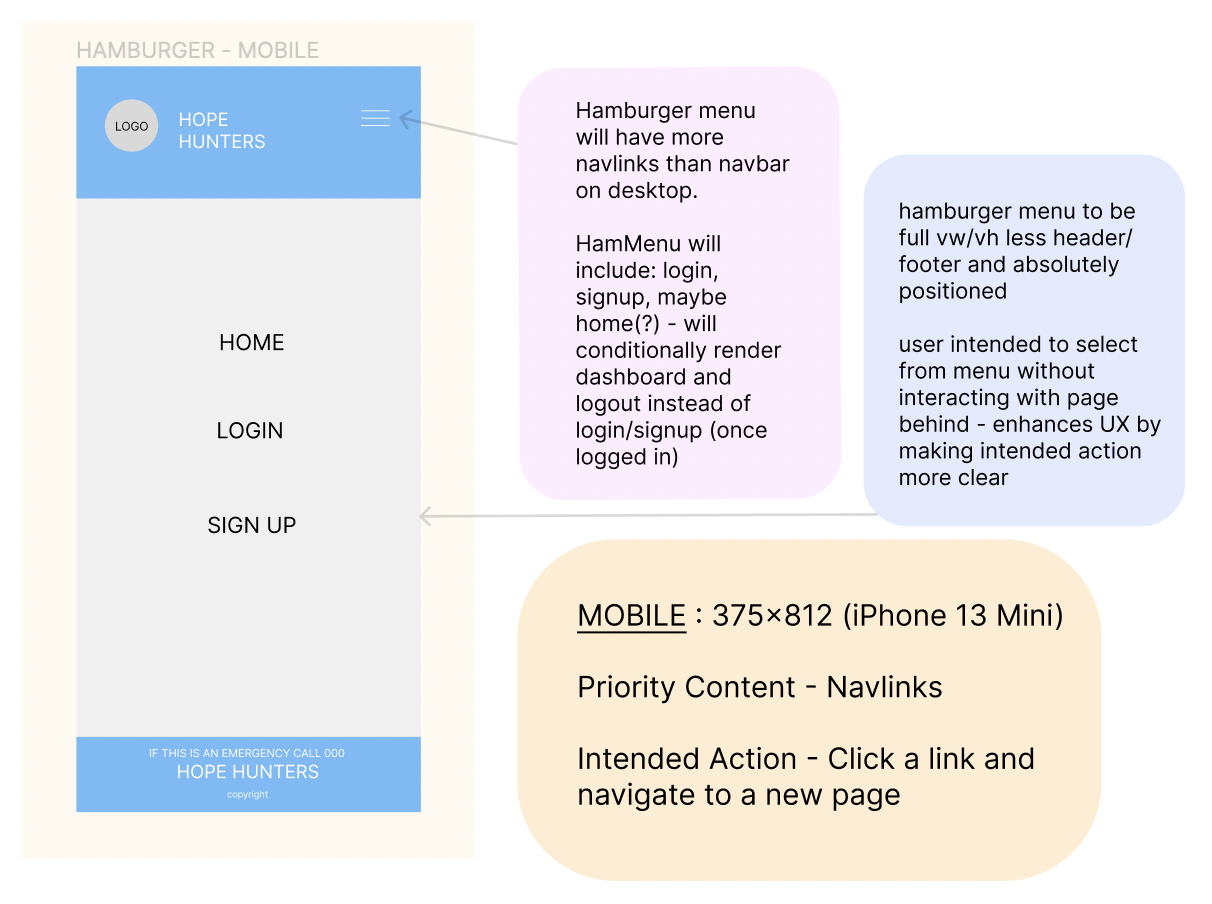 HAMBURGER - MOBILE
LOGO
HOPE
HUNTERS
HOME
LOGIN
SIGN UP
IF THIS IS AN EMERGENCY CALL 000
HOPE HUNTERS
copyright
Hamburger menu
will have more
navlinks than navbar
on desktop.
HamMenu will
include: login,
signup, maybe
home(?) - will
conditionally render
dashboard and
logout instead of
login/signup (once
logged in)
hamburger menu to be
full vw/vh less header/
footer and absolutely
positioned
user intended to select
from menu without
interacting with page
behind - enhances UX by
making intended action
more clear
MOBILE : 375×812 (iPhone 13 Mini)
Priority Content - Navlinks
Intended Action - Click a link and
navigate to a new page